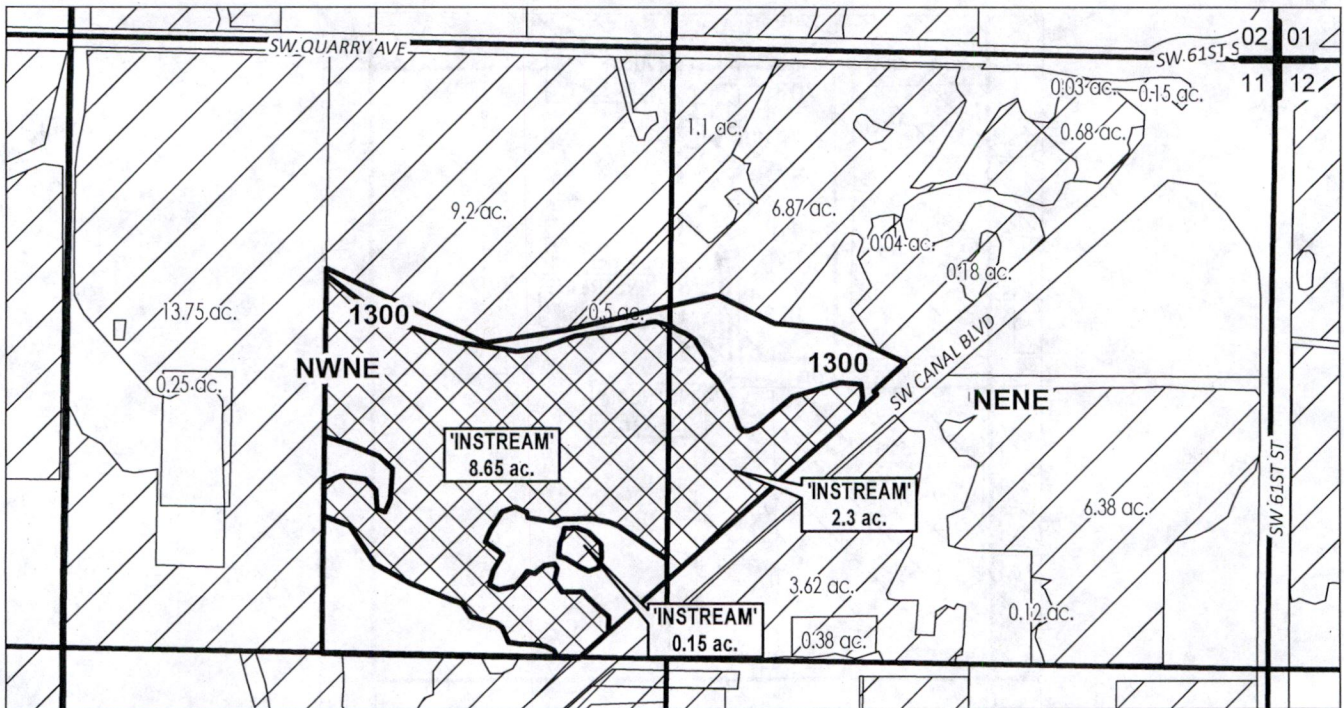 SW QUARRY AVE
SW 61ST S
02 01
11 12
0.03 ac.
0.15 ac.
1.1 ac.
0.68 ac.
9.2 ac.
6.87 ac.
0.04 ac.
0.18 ac.
13.75 ac.
1300
0.5 ac.
NWNE
1300
SW CANAL BLVD
0.25 ac.
NENE
'INSTREAM'
8.65 ac.
'INSTREAM'
2.3 ac.
6.38 ac.
SW 61ST ST
3.62 ac.
0.12 ac.
'INSTREAM'
0.15 ac.
0.38 ac.